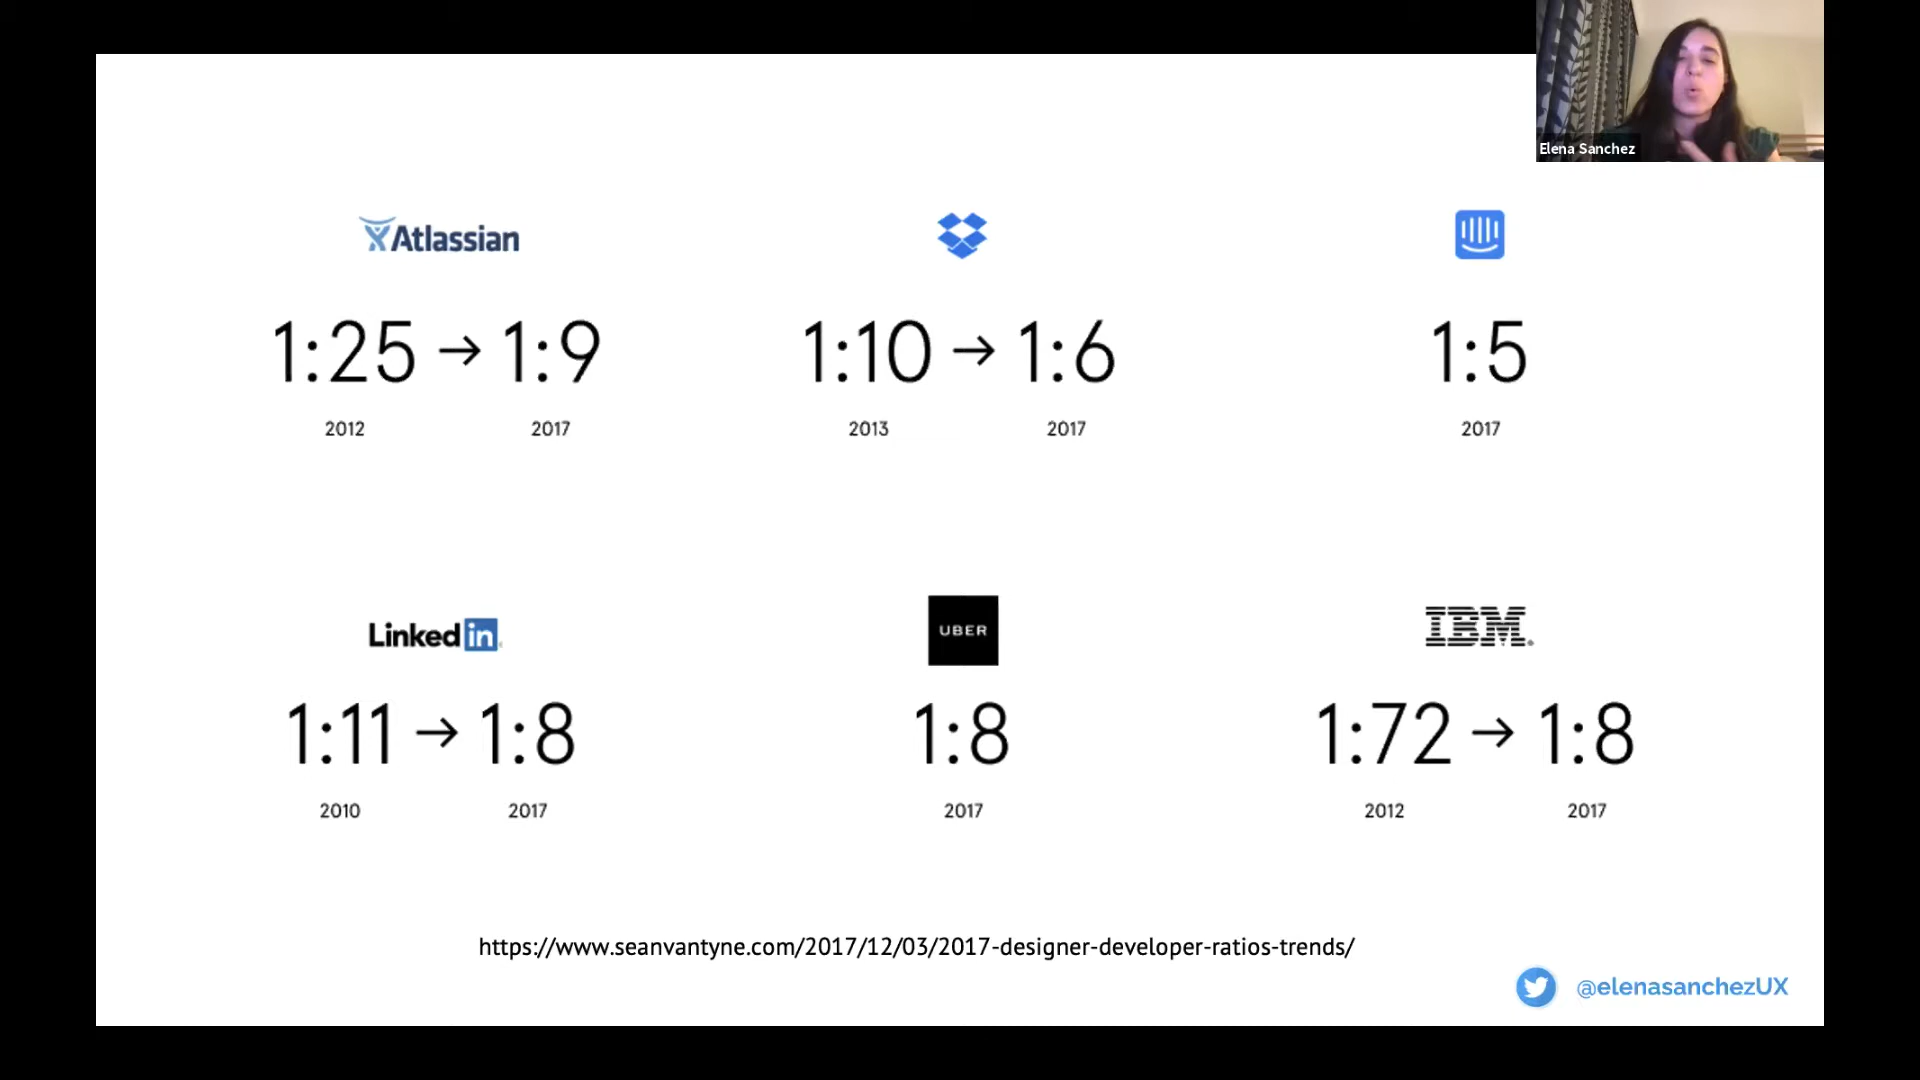 Elena Sanchez
Atlassian
1:25 → 1:9
2012 2017
1:10 → 1:6
2013 2017
1:5
2017
Linked in
1:11 → 1:8
2010 2017
UBER
1:8
2017
IBM
1:72 → 1:8
2012 2017
https://www.seanvantyne.com/2017/12/03/2017-designer-developer-ratios-trends/
@elenasanchezUX